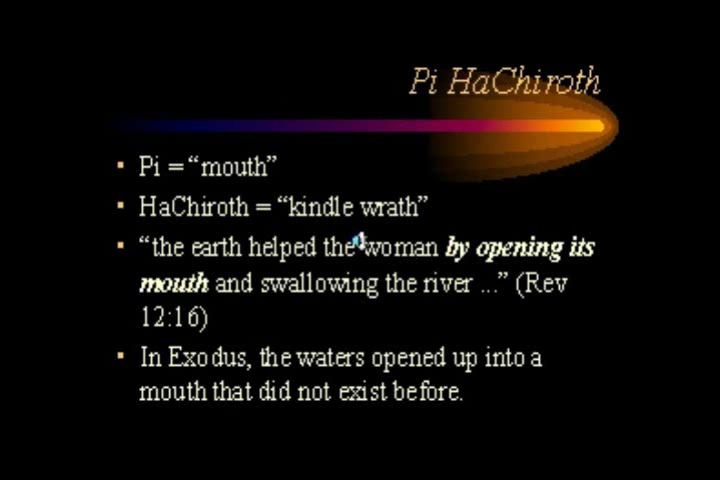 Pi HaChiroth
▪ Pi = “mouth”
▪ HaChiroth = “kindle wrath”
▪ “the earth helped the woman by opening its
mouth and swallowing the river ...” (Rev
12:16)
▪ In Exodus, the waters opened up into a
mouth that did not exist before.